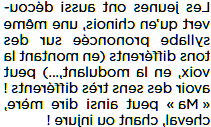 Les jeunes ont aussi décou-
vert qu'en chinois, une même
syllabe prononcée sur des
tons différents (en montant la
voix, en la modulant,...) peut
avoir des sens très différents !
« Ma » peut ainsi dire mère,
cheval, chant ou injure !